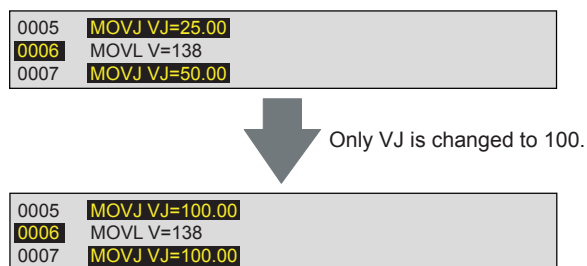 0005 MOVJ VJ=25.00
0006 MOVL V=138
0007 MOVJ VJ=50.00
Only VJ is changed to 100.
0005 MOVJ VJ=100.00
0006 MOVL V=138
0007 MOVJ VJ=100.00